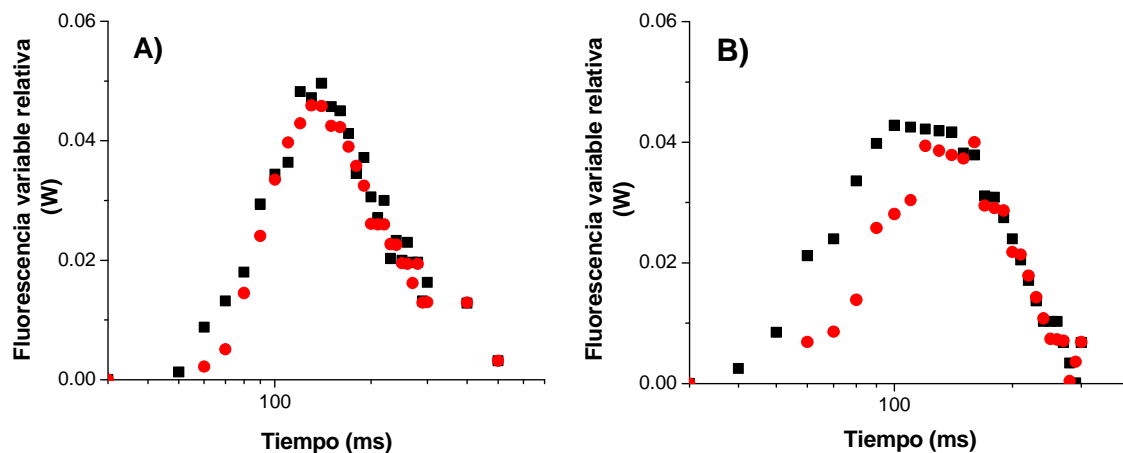 A)
0.06
0.04
0.02
0.00
Fluorescencia variable relativa
(W)
100
Tiempo (ms)
B)
0.06
0.04
0.02
0.00
Fluorescencia variable relativa
(W)
100
Tiempo (ms)